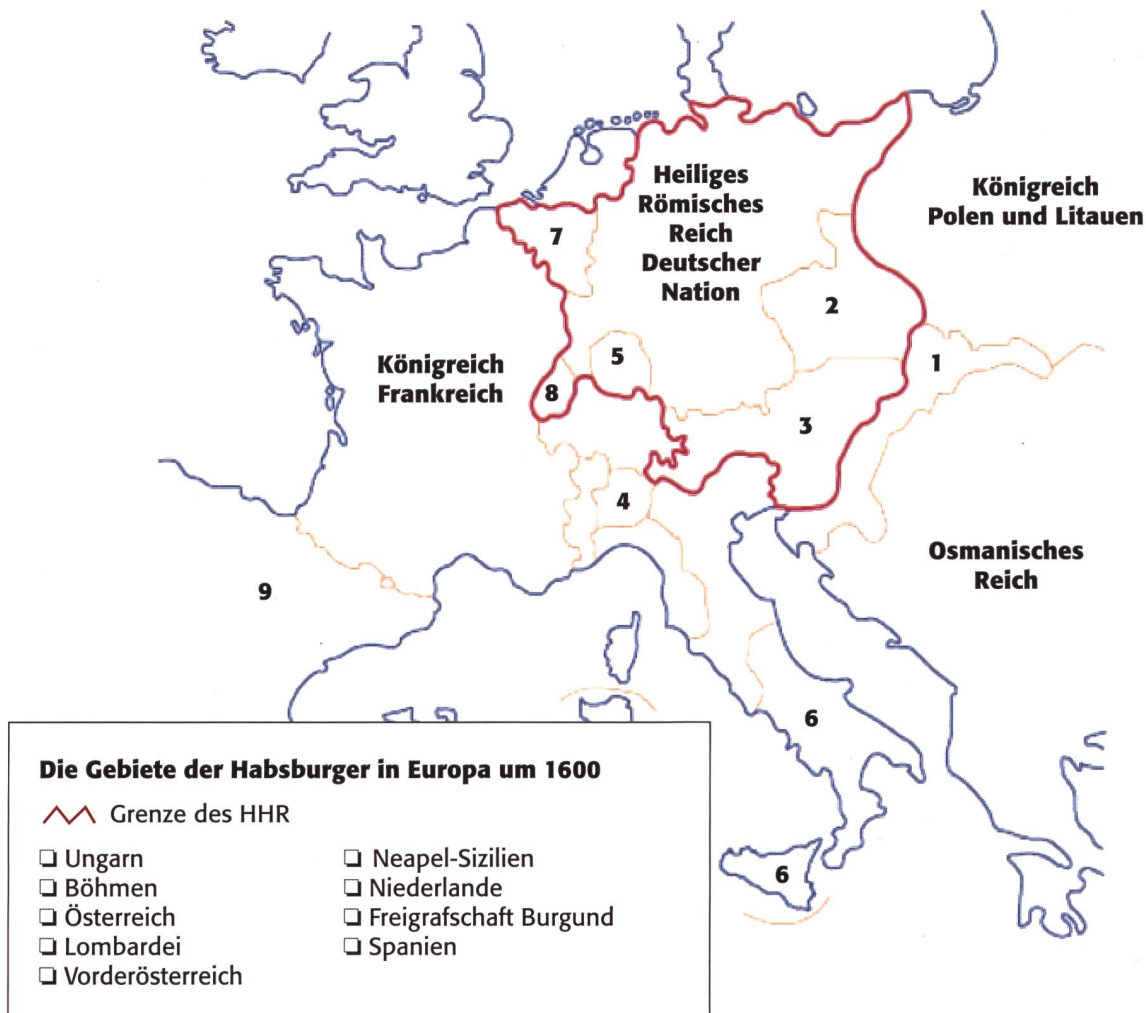 Heiliges
Römisches
Reich
Deutscher
Nation
Königreich
Polen und Litauen
7
2
1
5
Königreich
Frankreich
8
3
4
Osmanisches
Reich
9
6
6
Die Gebiete der Habsburger in Europa um 1600
Grenze des HHR
Ungarn
Böhmen
Österreich
Lombardei
Vorderösterreich
Neapel-Sizilien
Niederlande
Freigrafschaft Burgund
Spanien